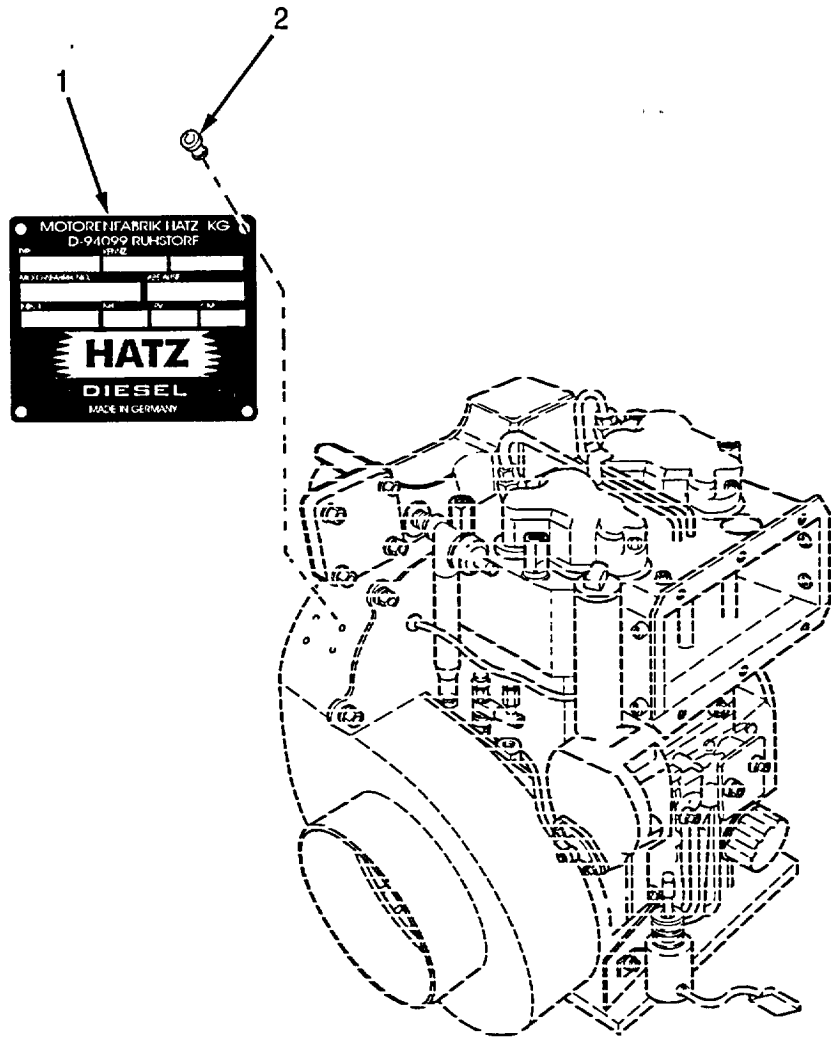 2
1
MOTORENFABRIK HATZ KG
D-94099 RUHSTORF
HATZ
DIESEL
MADE IN GERMANY